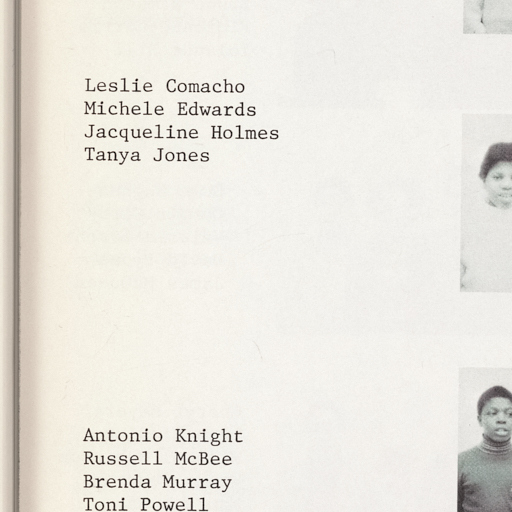 Leslie Comacho
Michele Edwards
Jacqueline Holmes
Tanya Jones
Antonio Knight
Russell McBee
Brenda Murray
Toni Powell